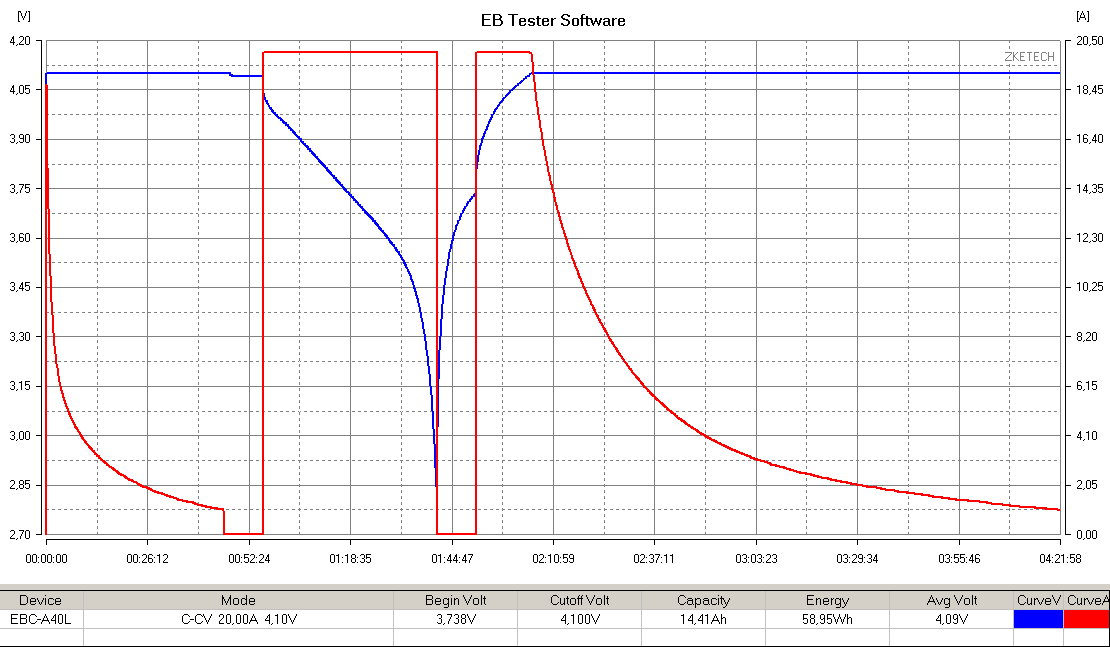 [V] EB Tester Software [A]
ZKETECH
4,20 20,50
4,05 18,45
3,90 16,40
3,75 14,35
3,60 12,30
3,45 10,25
3,30 8,20
3,15 6,15
3,00 4,10
2,85 2,05
2,70 0,00
00:00:00 00:26:12 00:52:24 01:18:35 01:44:47 02:10:59 02:37:11 03:03:23 03:29:34 03:55:46 04:21:58
Device Mode Begin Volt Cutoff Volt Capacity Energy Avg Volt CurveV CurveA
EBC-A40L C-CV 20,00A 4,10V 3,738V 4,100V 14,41Ah 58,95Wh 4,09V